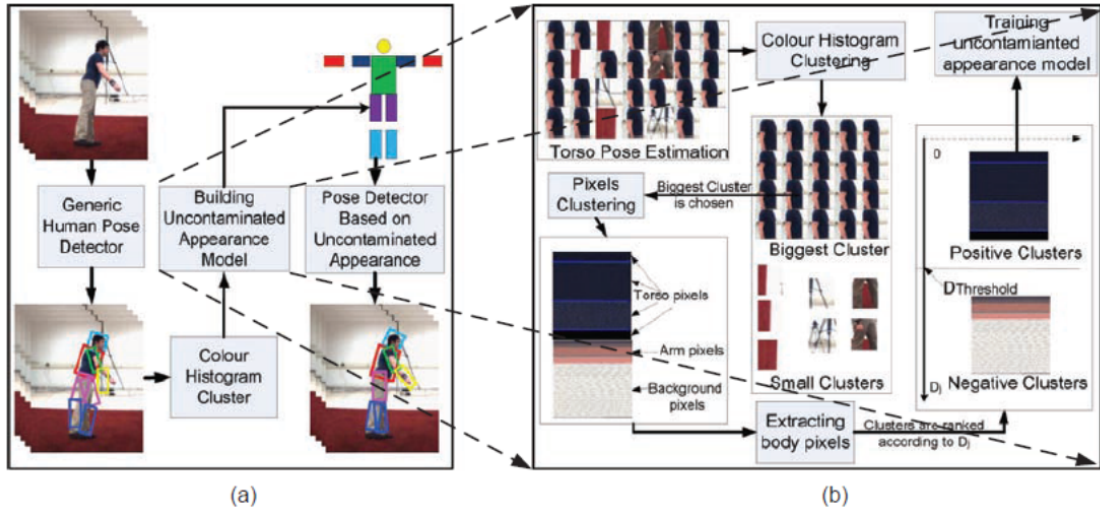 Generic
Human Pose
Detector
Building
Uncontaminated
Appearance
Model
Pose Detector
Based on
Uncontaminated
Appearance
Colour
Histogram
Cluster
(a)
Torso Pose Estimation
Colour Histogram
Clustering
Training
uncontamianted
appearance model
Pixels
Clustering
Biggest Cluster
is chosen
Biggest Cluster
Torso pixels
Arm pixels
Background
pixels
Small Clusters
Extracting
body pixels
Clusters are ranked
according to Dj
0
Positive Clusters
DThreshold
Negative Clusters
Dj
(b)